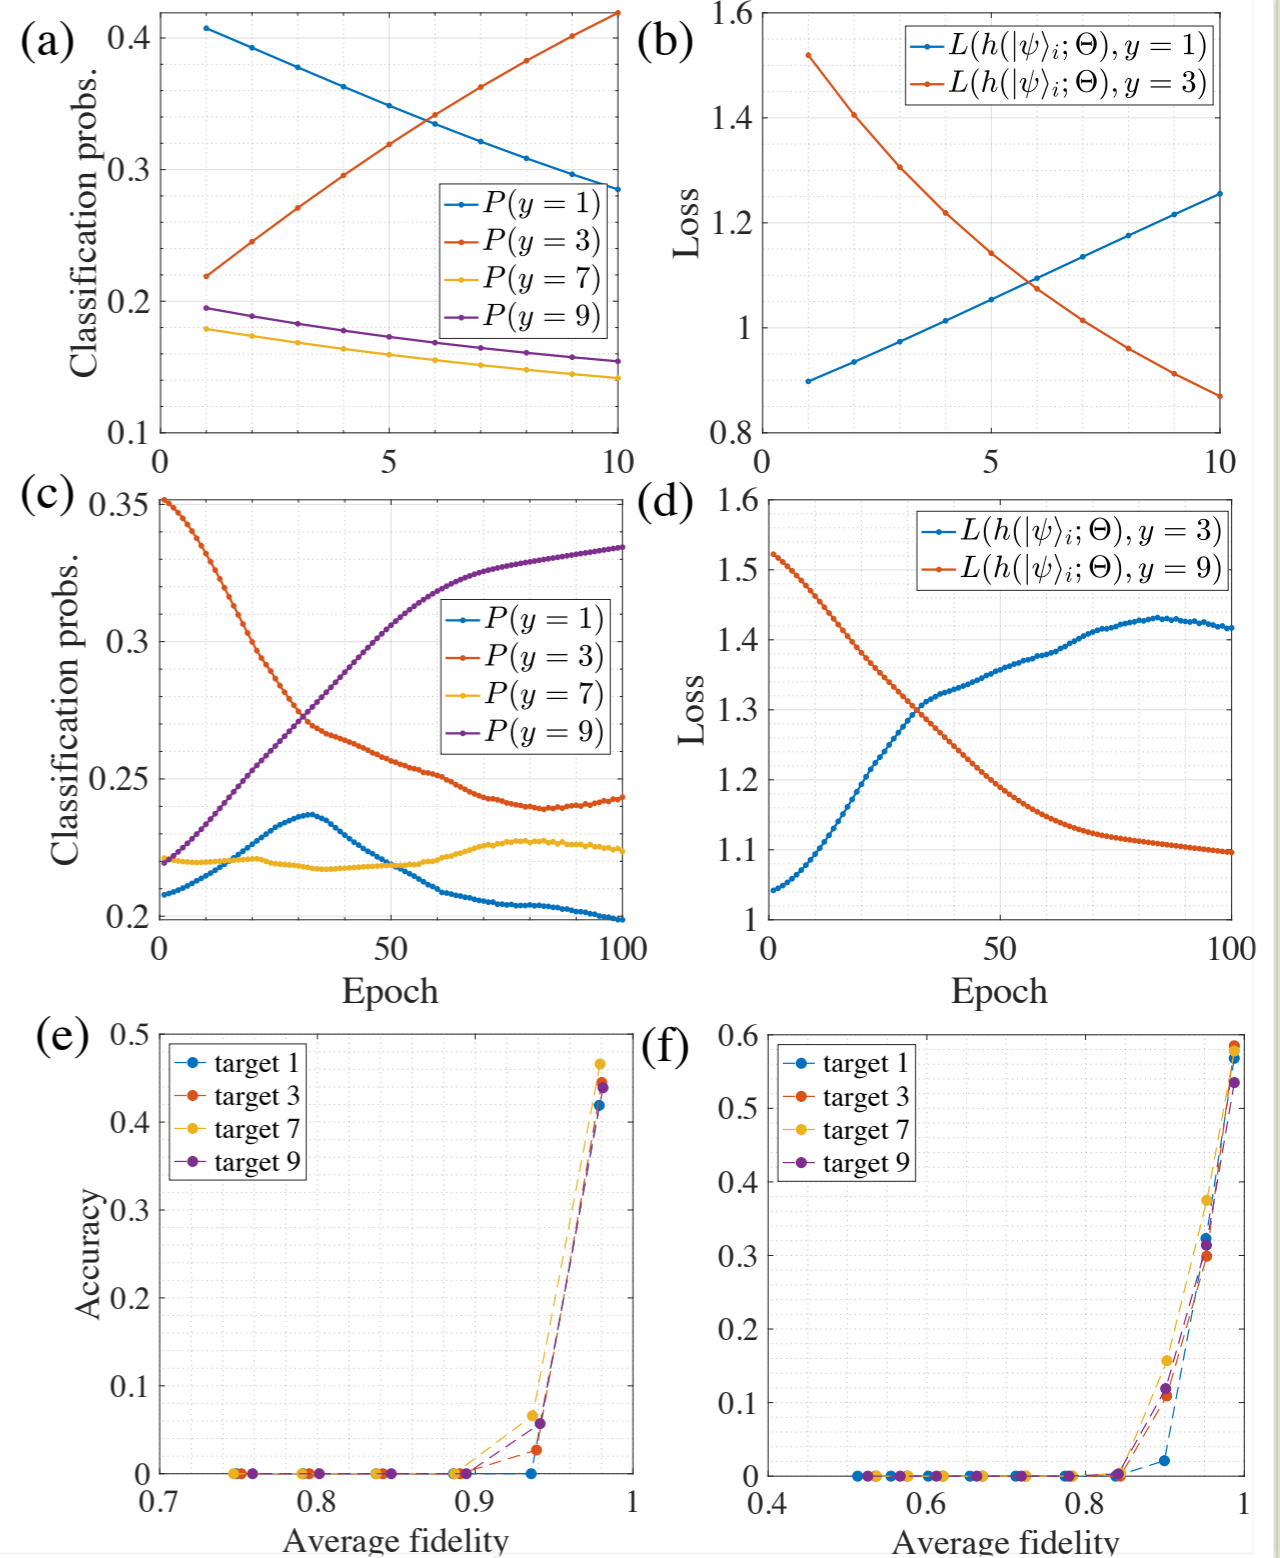 (a)
0.4
0.3
0.2
0.1
Classification probs.
P(y = 1)
P(y = 3)
P(y = 7)
P(y = 9)
0 5 10
(b)
1.6
1.4
1.2
1
0.8
Loss
L(h(|ψ⟩ᵢ; Θ), y = 1)
L(h(|ψ⟩ᵢ; Θ), y = 3)
0 5 10
(c)
0.35
0.3
0.25
0.2
Classification probs.
P(y = 1)
P(y = 3)
P(y = 7)
P(y = 9)
0 50 100
Epoch
(d)
1.6
1.5
1.4
1.3
1.2
1.1
1
Loss
L(h(|ψ⟩ᵢ; Θ), y = 3)
L(h(|ψ⟩ᵢ; Θ), y = 9)
0 50 100
Epoch
(e)
0.5
0.4
0.3
0.2
0.1
0
Accuracy
target 1
target 3
target 7
target 9
0.7 0.8 0.9 1
Average fidelity
(f)
0.6
0.5
0.4
0.3
0.2
0.1
0
target 1
target 3
target 7
target 9
0.4 0.6 0.8 1
Average fidelity